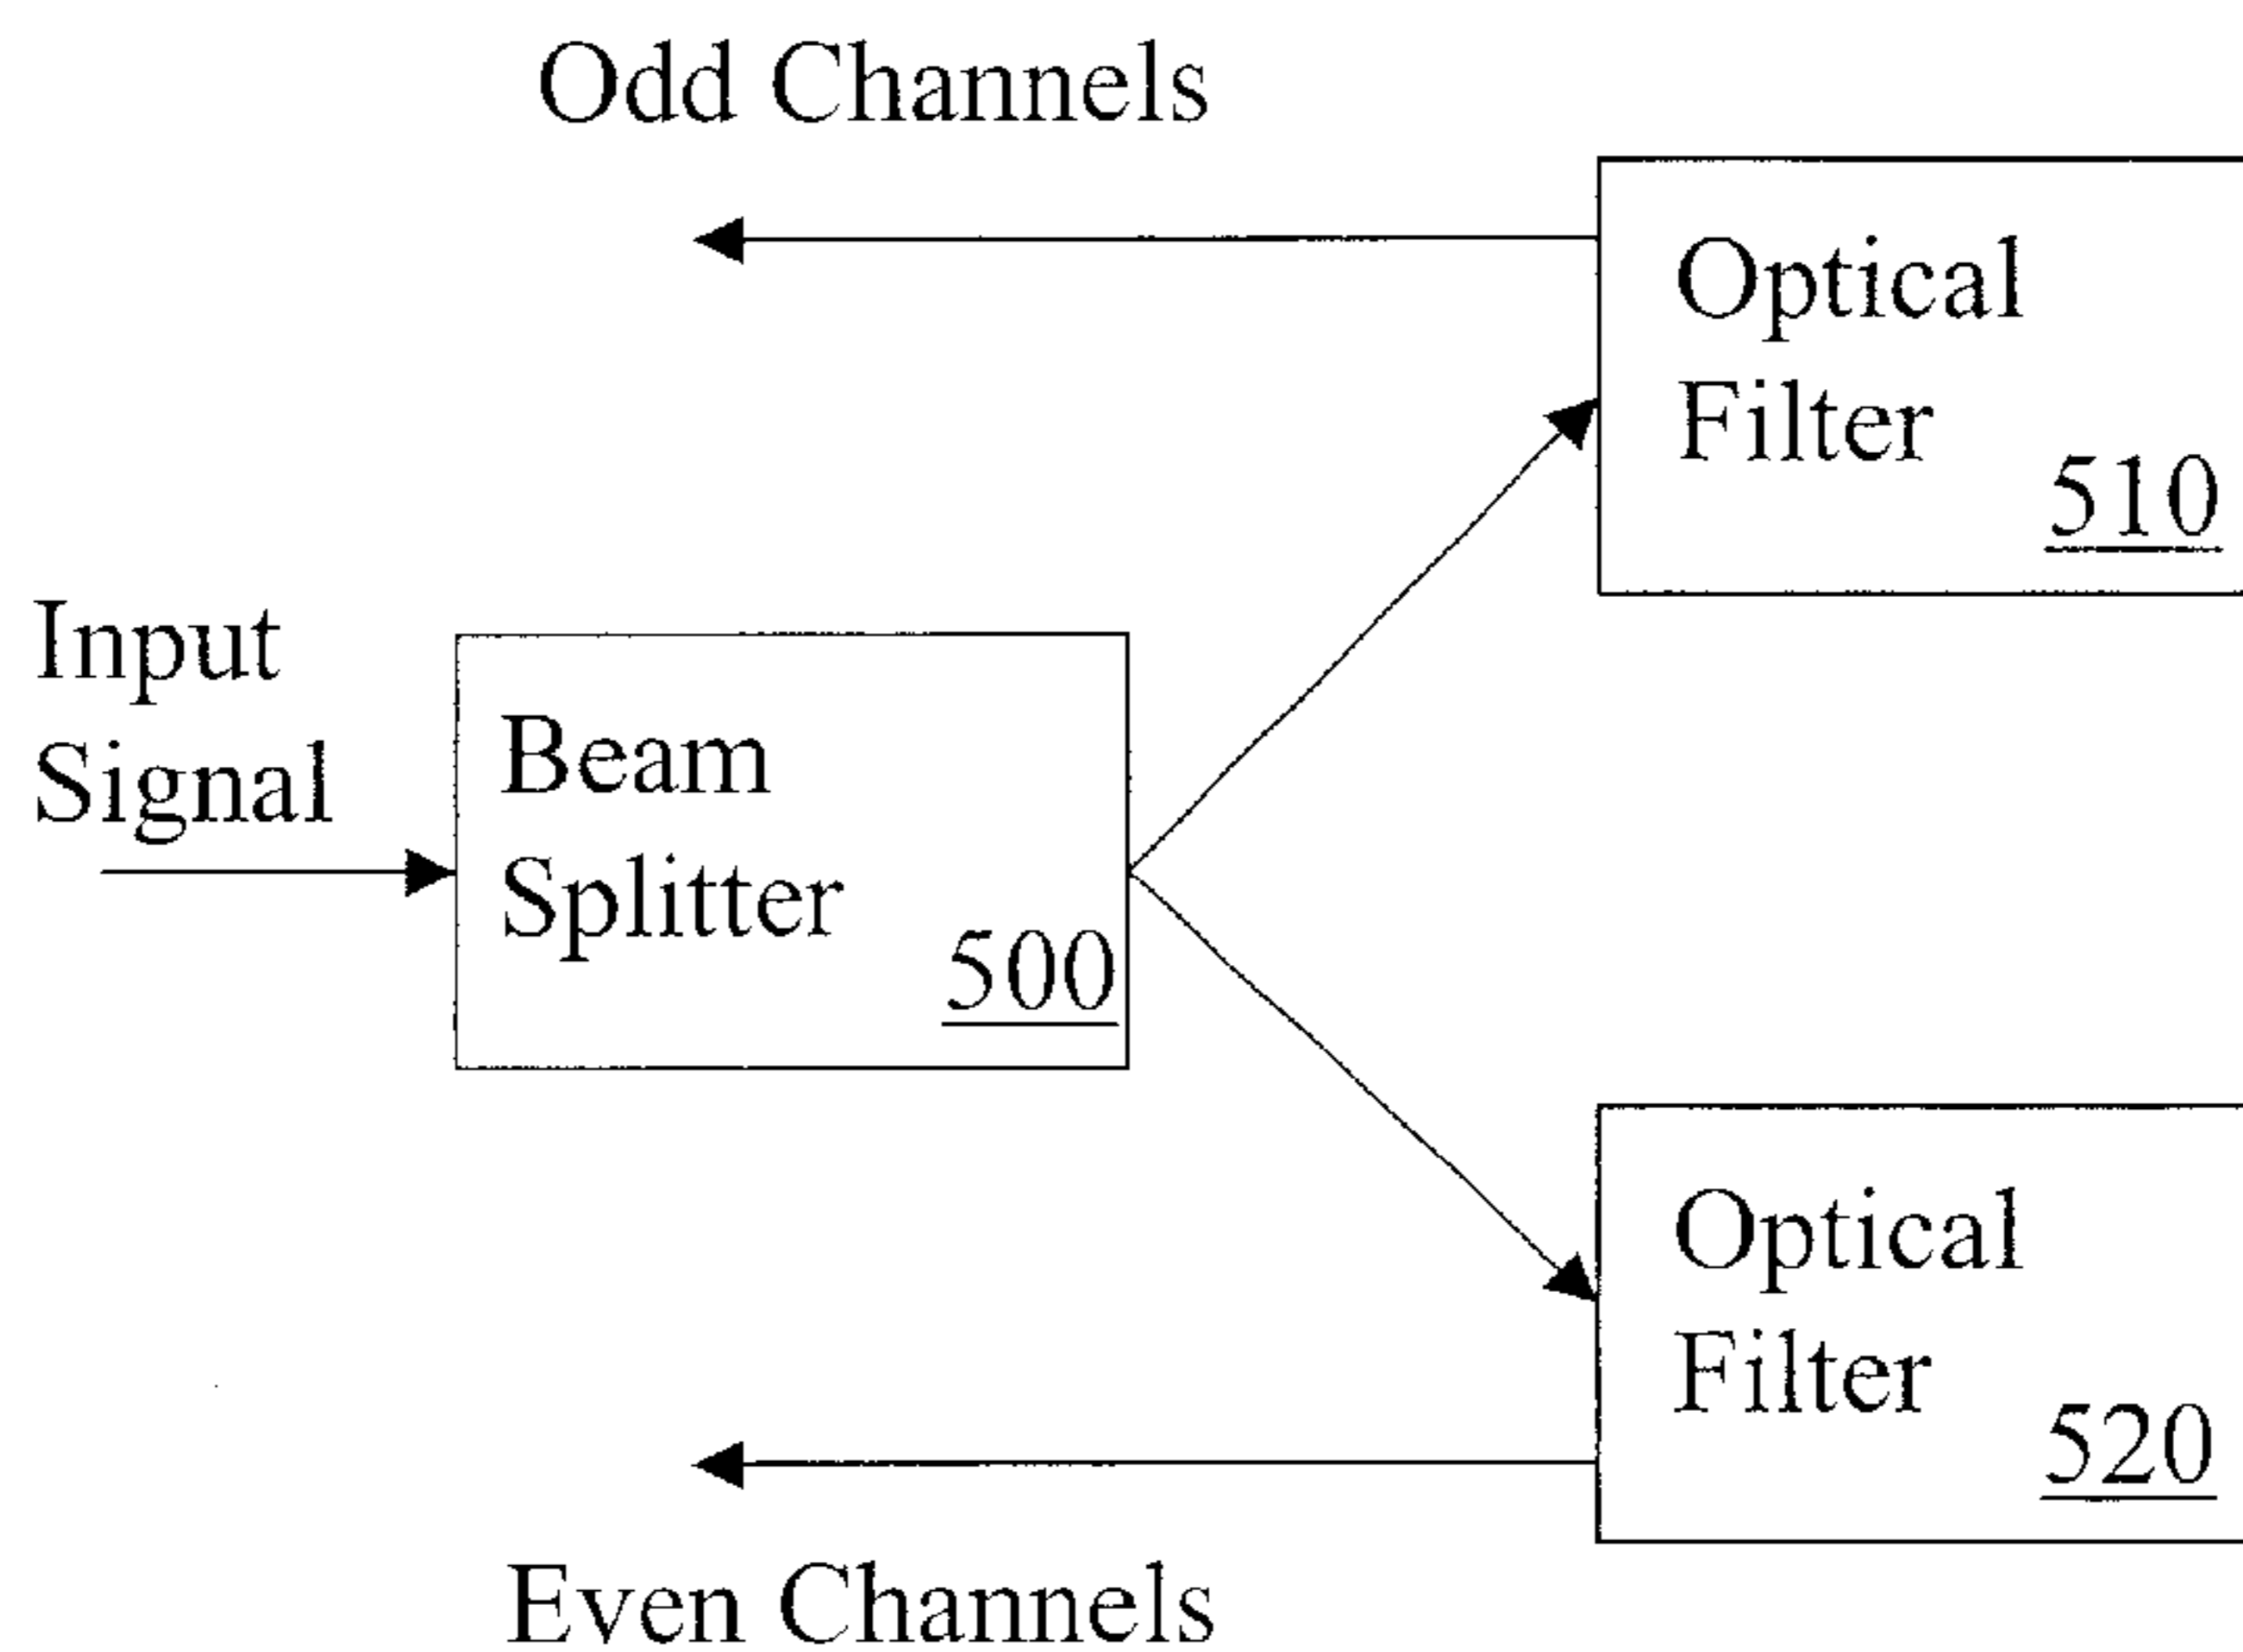 Odd Channels
Optical
Filter
510
Input
Signal
Beam
Splitter
500
Optical
Filter
520
Even Channels